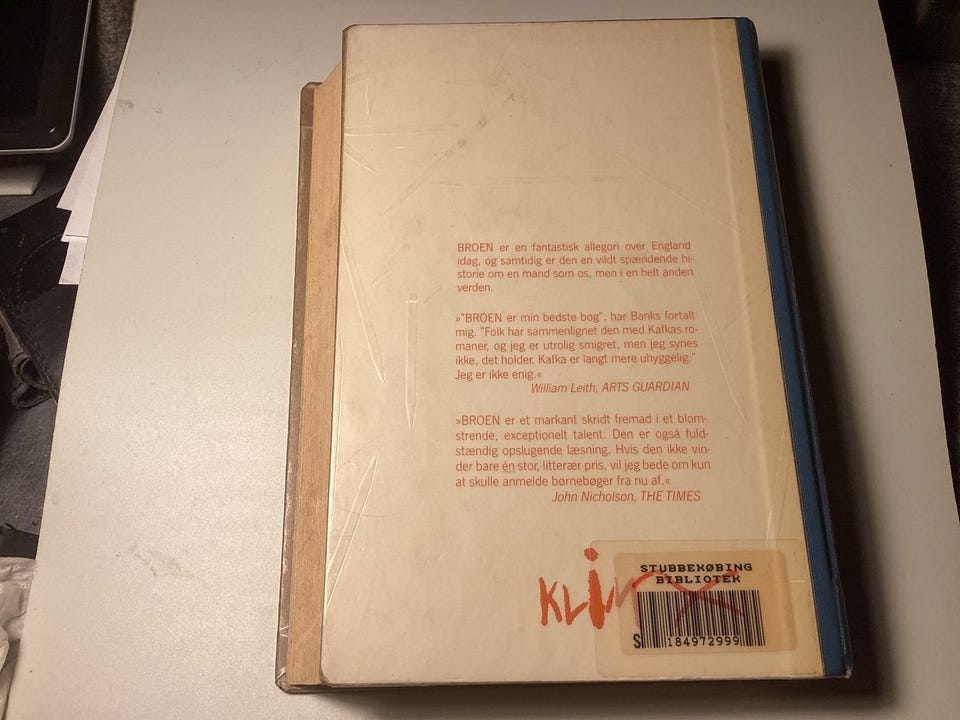 BROEN er en fantastisk allegori over England
idag, og samtidig er den en vildt spændende hi-
storie om en mand som os, men i en helt anden
verden.
»"BROEN er min bedste bog", har Banks fortalt
mig. "Folk har sammenlignet den med Kafkas ro-
maner, og jeg er utrolig smigret, men jeg synes
ikke, det holder. Kafka er langt mere uhyggelig."
Jeg er ikke enig.«
William Leith, ARTS GUARDIAN
»BROEN er et markant skridt fremad i et blom-
strende, exceptionelt talent. Den er også fuld-
stændig opslugende læsning. Hvis den ikke vin-
der bare én stor, litterær pris, vil jeg bede om kun
at skulle anmelde børnebøger fra nu af.«
John Nicholson, THE TIMES
STUBBEKØBING
BIBLIOTEK
KLIM
S 184972999